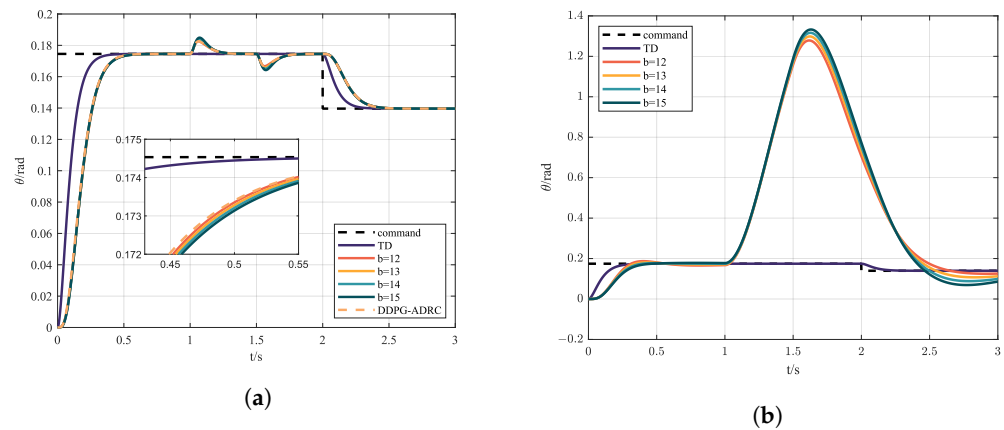 0.2
0.18
0.16
0.14
0.12
0.1
0.08
0.06
0.04
0.02
0
θ/rad
0.175
0.174
0.173
0.172
0.45
0.5
0.55
command
TD
b=12
b=13
b=14
b=15
DDPG-ADRC
0
0.5
1
1.5
2
2.5
3
t/s
(a)
1.4
1.2
1
0.8
0.6
0.4
0.2
0
−0.2
θ/rad
command
TD
b=12
b=13
b=14
b=15
0
0.5
1
1.5
2
2.5
3
t/s
(b)